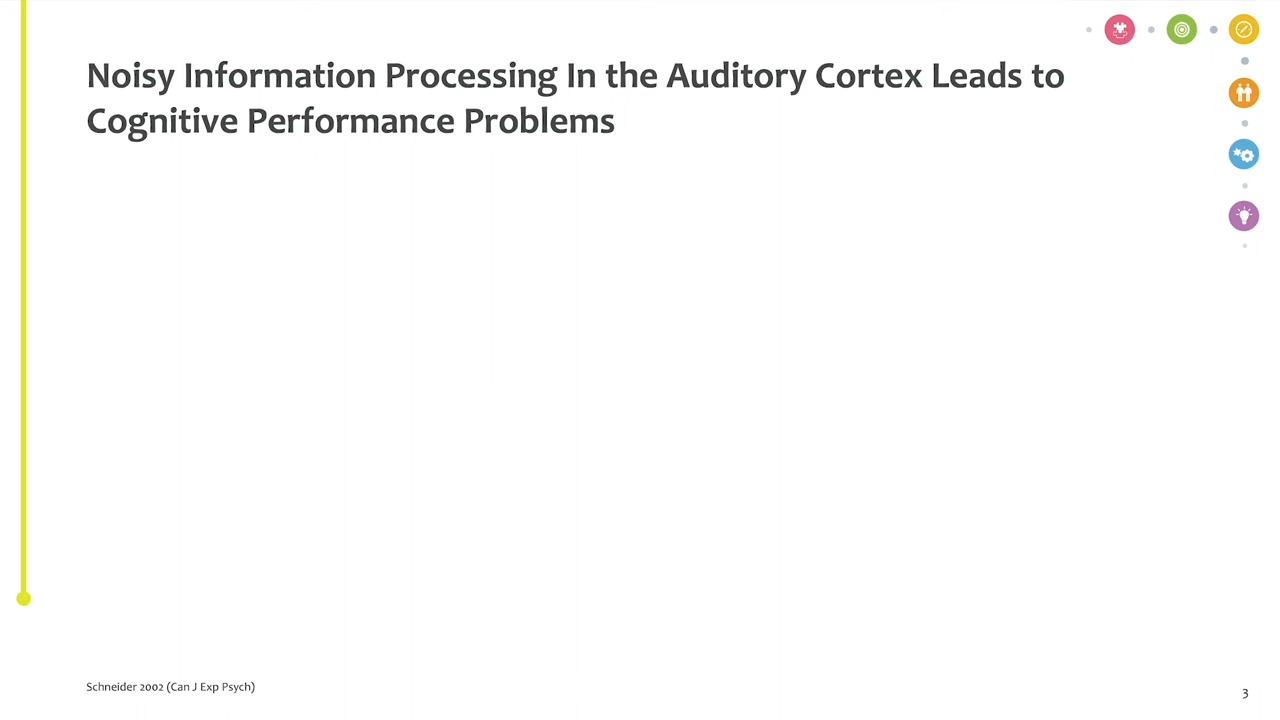 Noisy Information Processing In the Auditory Cortex Leads to
Cognitive Performance Problems
Schneider 2002 (Can J Exp Psych)
3